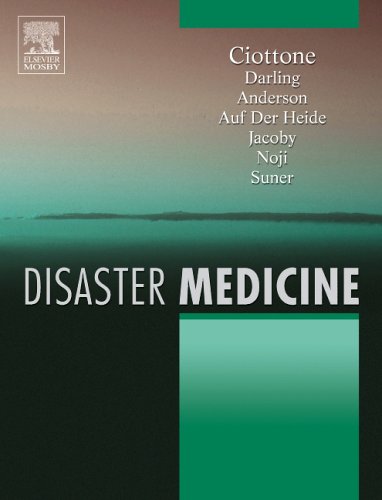 ELSEVIER
MOSBY
Ciottone
Darling
Anderson
Auf Der Heide
Jacoby
Noji
Suner
DISASTER MEDICINE